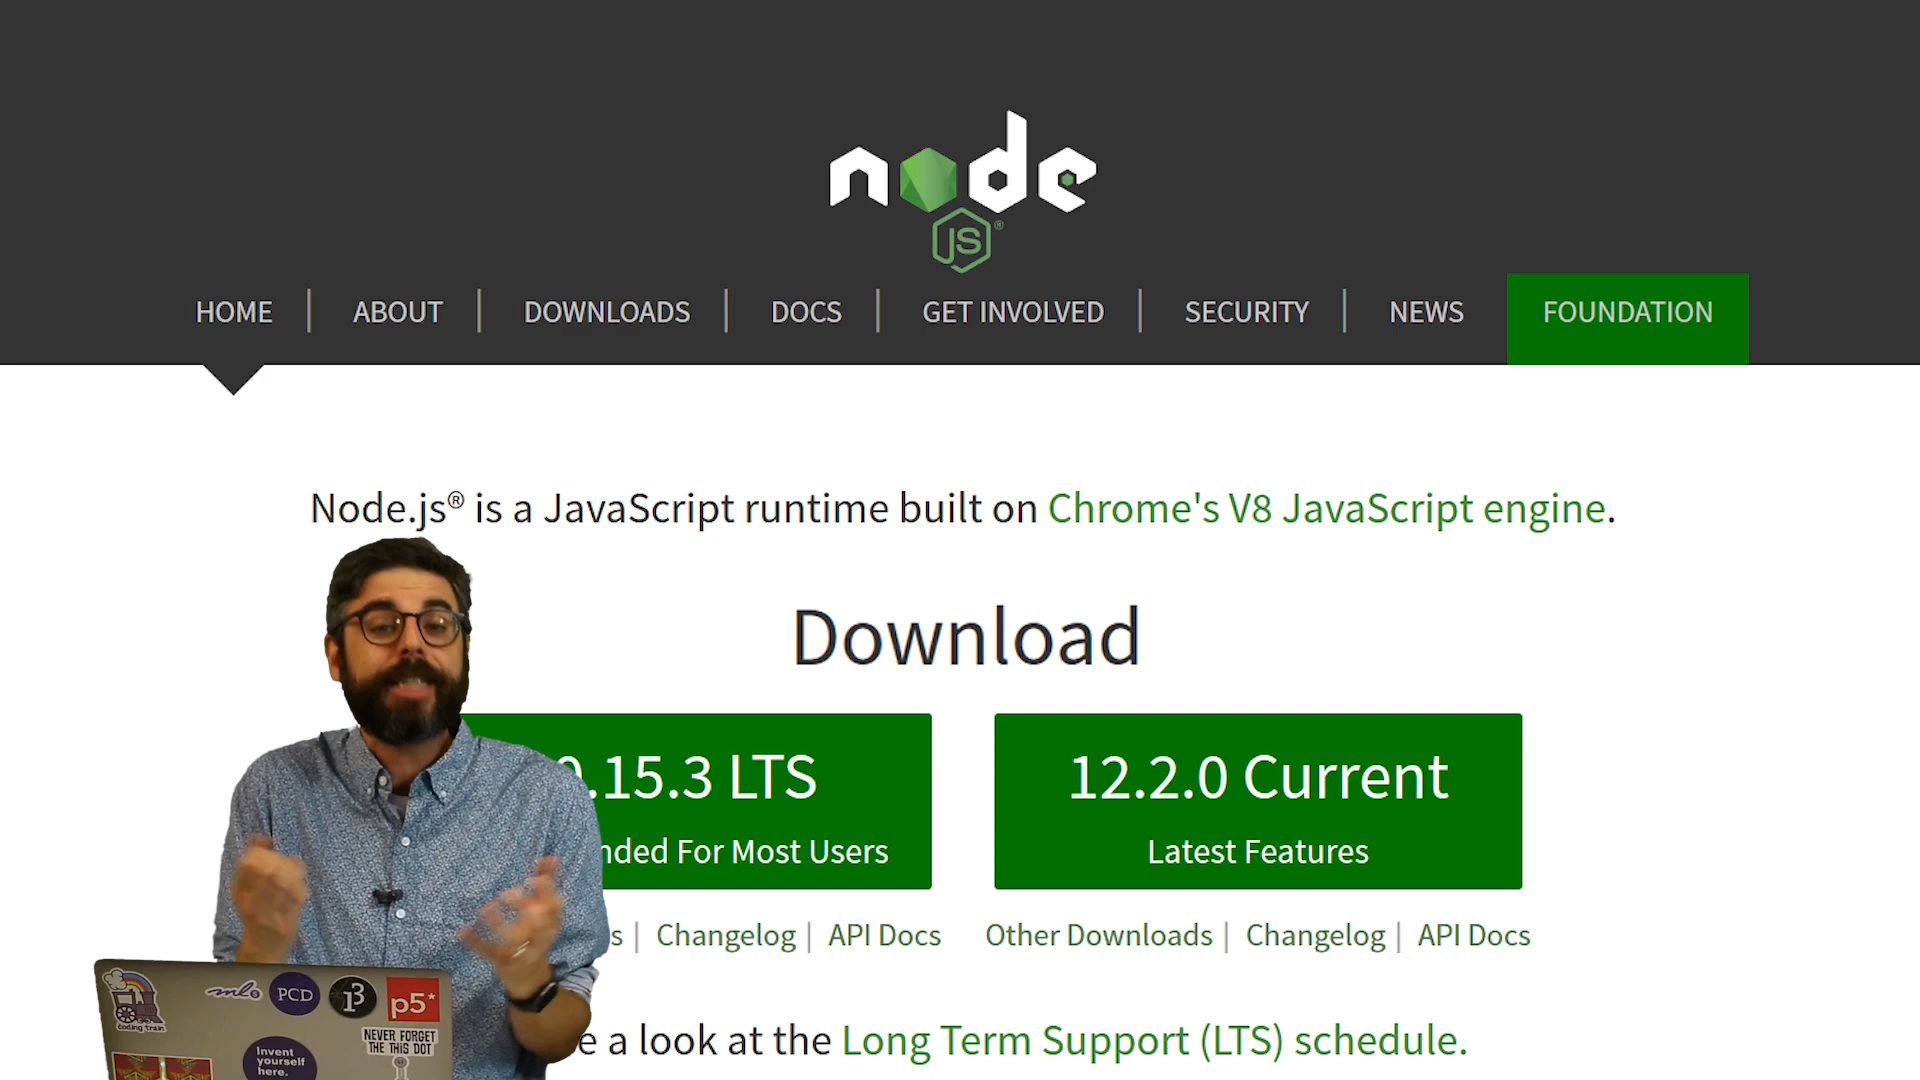 node
JS ®
HOME | ABOUT | DOWNLOADS | DOCS | GET INVOLVED | SECURITY | NEWS FOUNDATION
Node.js® is a JavaScript runtime built on Chrome's V8 JavaScript engine.
Download
.15.3 LTS
nded For Most Users
12.2.0 Current
Latest Features
s | Changelog | API Docs
Other Downloads | Changelog | API Docs
e a look at the Long Term Support (LTS) schedule.
coding train
PCD
p5*
NEVER FORGET
THE THIS DOT
Invent
yourself
here.